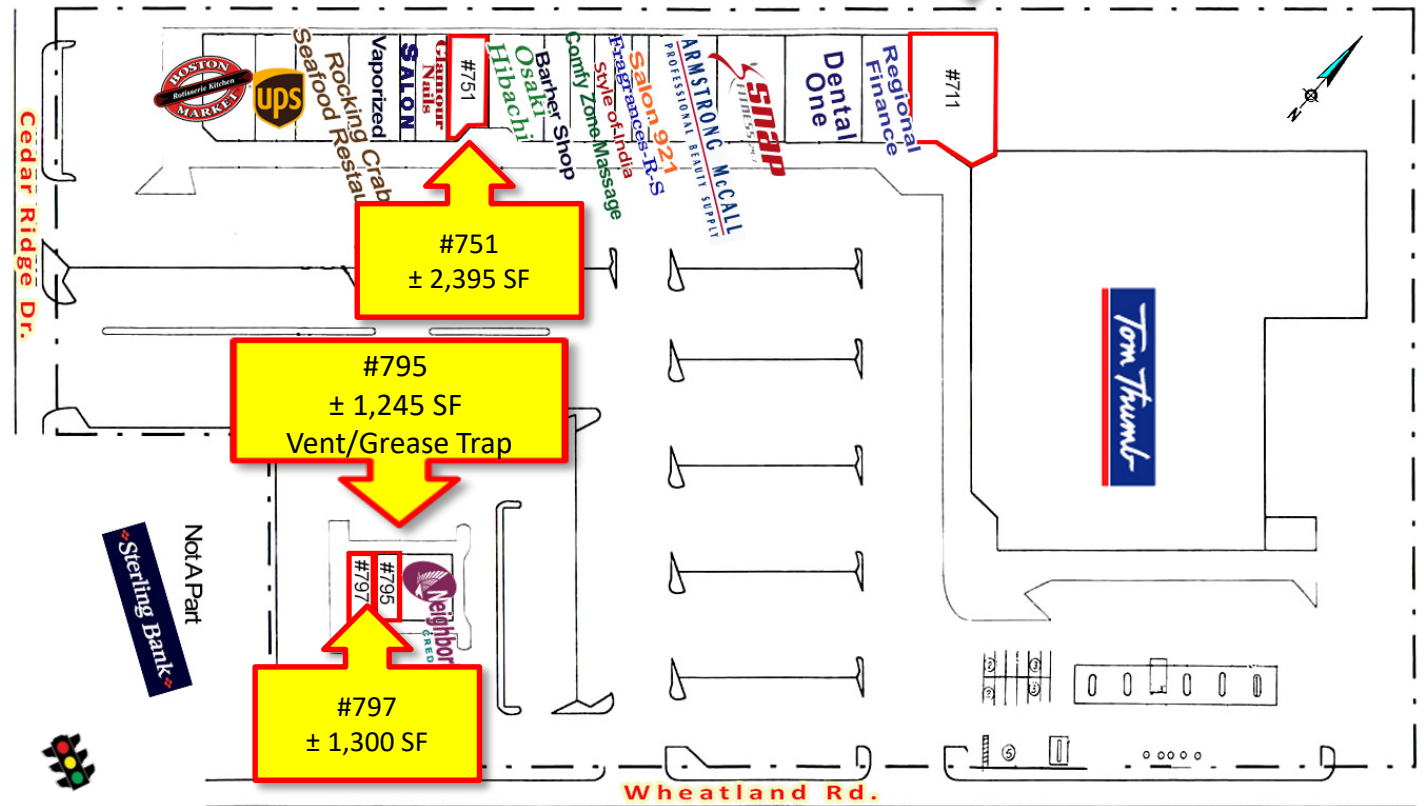 BOSTON
Rotisserie Kitchen
MARKET
ups
Rocking Crab
Seafood Restau
Vaporized
SALON
Glamour
Nails
#751
Osaki
Hibachi
Barber Shop
Comfy Zone Massage
Style of India
Fragrances-R-S
Salon 921
ARMSTRONG McCALL
PROFESSIONAL BEAUTY SUPPLY
snap
FITNESS
Dental
One
Regional
Finance
#711
N
Cedar Ridge Dr.
#751
± 2,395 SF
#795
± 1,245 SF
Vent/Grease Trap
Tom Thumb
Not A Part
Sterling Bank
#797
#795
Neighbor
CRED
#797
± 1,300 SF
5
Wheatland Rd.